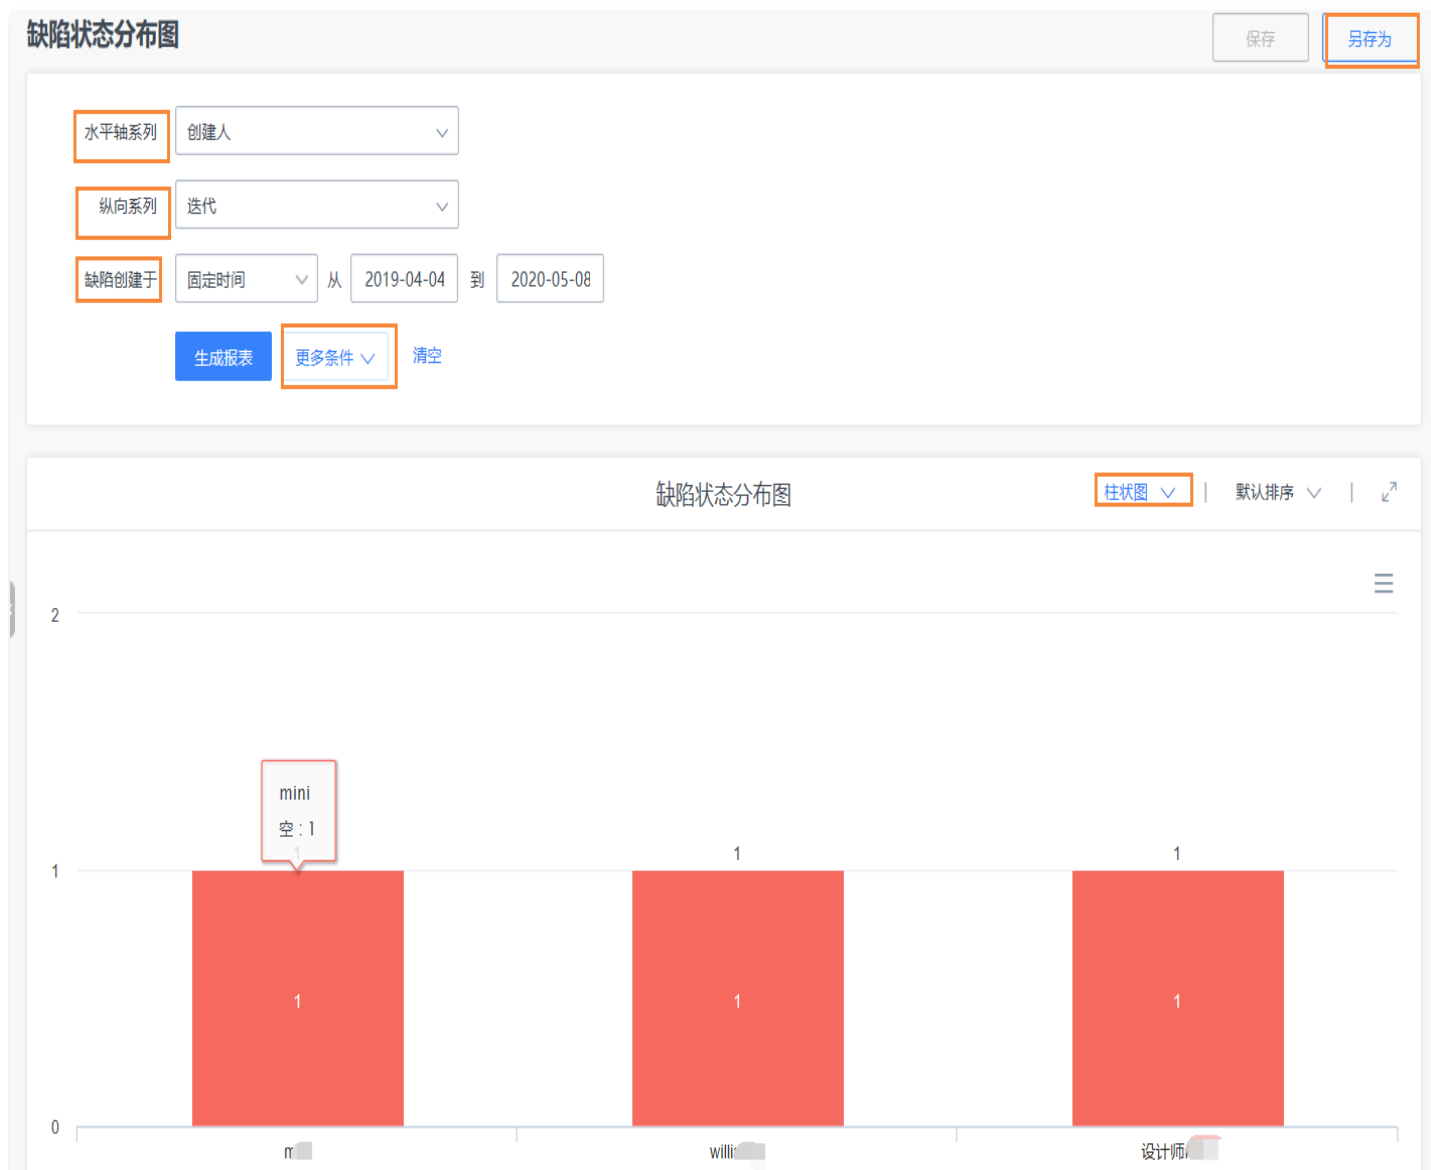 缺陷状态分布图
保存 另存为
水平轴系列 创建人
纵向系列 迭代
缺陷创建于 固定时间 从 2019-04-04 到 2020-05-08
生成报表 更多条件 清空
缺陷状态分布图 柱状图 | 默认排序 |
2
mini
空 : 1
1 1 1 1
1 1 1
0
设计师